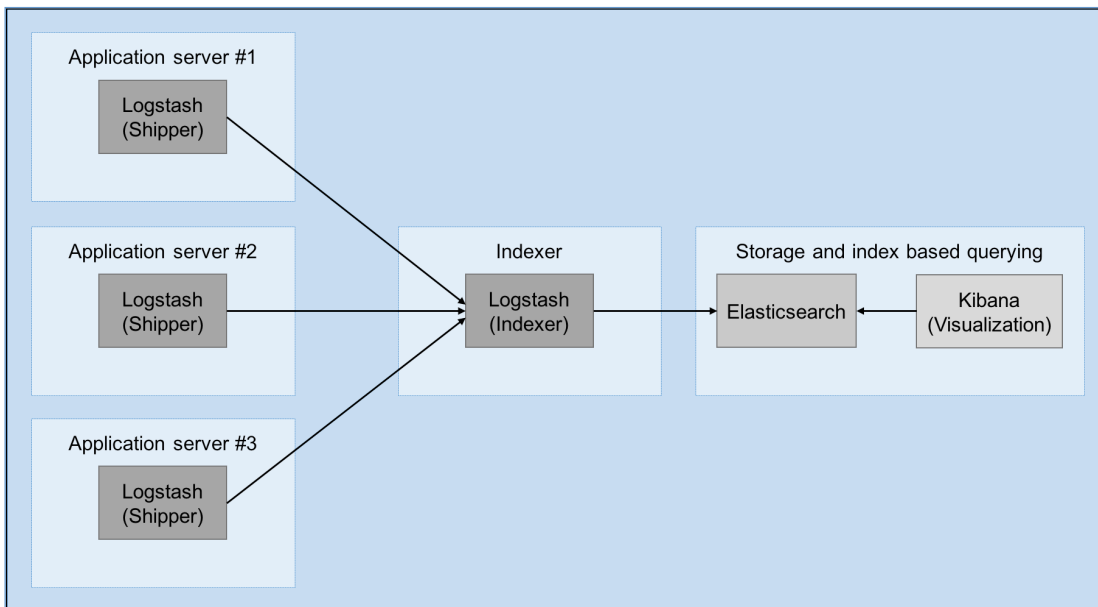 Application server #1
Logstash
(Shipper)
Application server #2
Logstash
(Shipper)
Application server #3
Logstash
(Shipper)
Indexer
Logstash
(Indexer)
Storage and index based querying
Elasticsearch
Kibana
(Visualization)